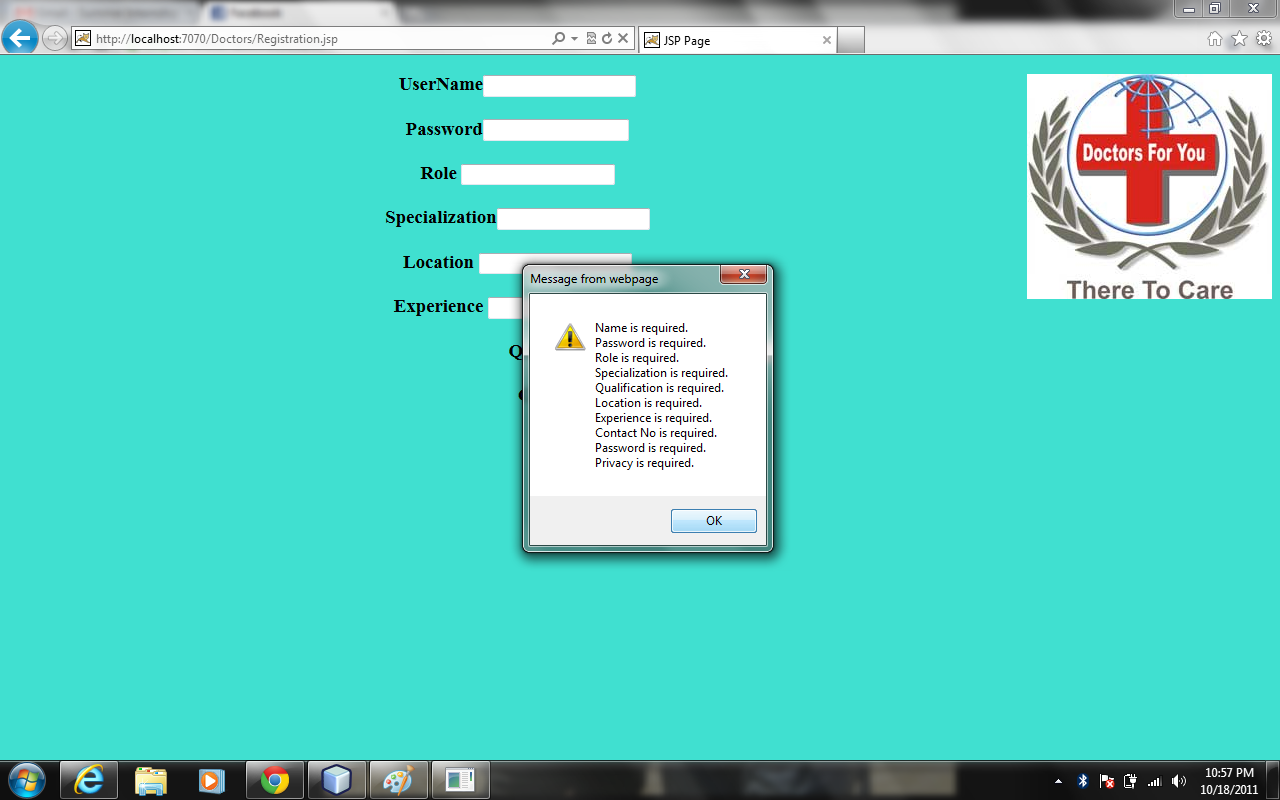 Facebook
http://localhost:7070/Doctors/Registration.jsp
JSP Page
UserName
Password
Role
Specialization
Location
Experience
Q
Doctors For You
There To Care
Message from webpage
Name is required.
Password is required.
Role is required.
Specialization is required.
Qualification is required.
Location is required.
Experience is required.
Contact No is required.
Password is required.
Privacy is required.
OK
10:57 PM
10/18/2011